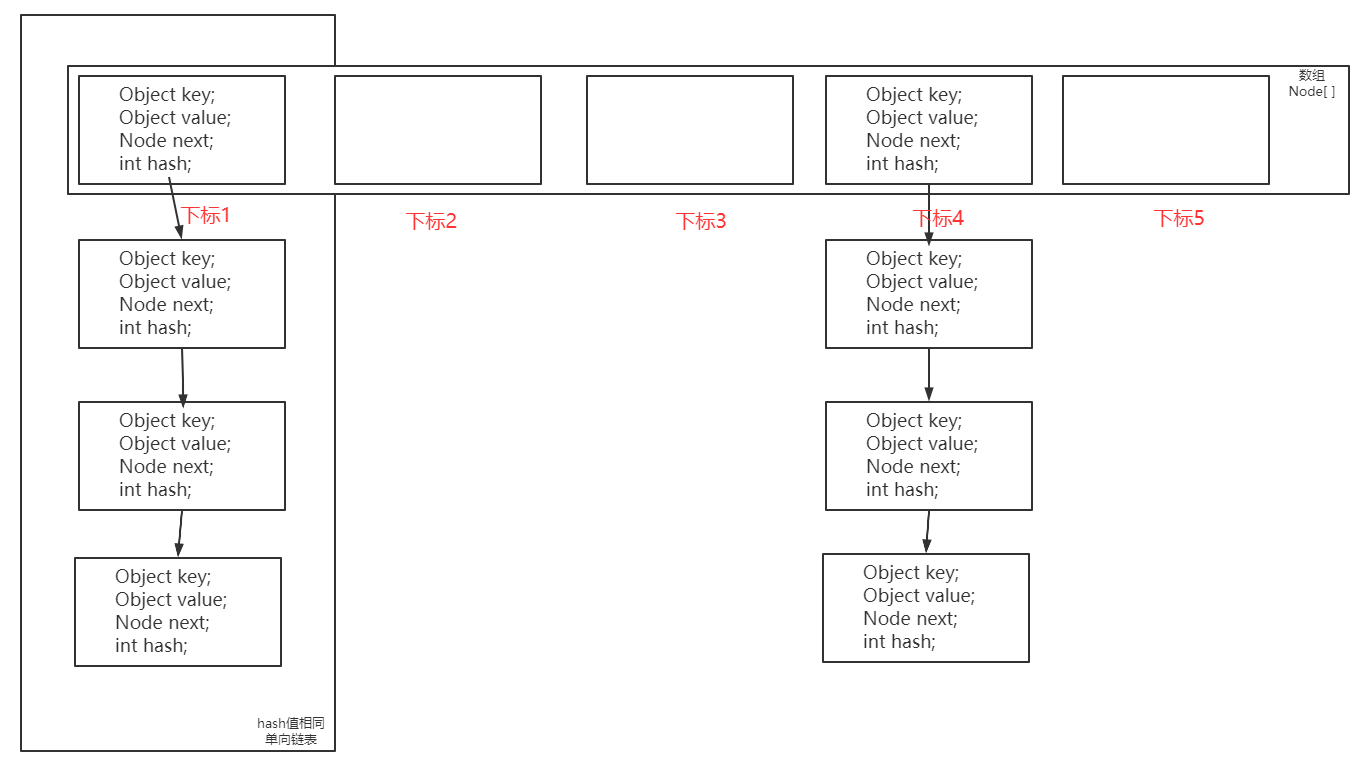 数组
Node[ ]
Object key;
Object value;
Node next;
int hash;
Object key;
Object value;
Node next;
int hash;
下标1
下标2
下标3
下标4
下标5
Object key;
Object value;
Node next;
int hash;
Object key;
Object value;
Node next;
int hash;
Object key;
Object value;
Node next;
int hash;
Object key;
Object value;
Node next;
int hash;
Object key;
Object value;
Node next;
int hash;
Object key;
Object value;
Node next;
int hash;
hash值相同
单向链表